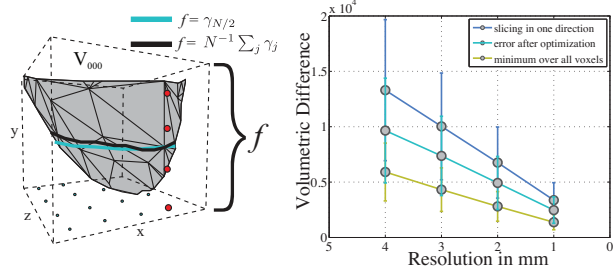 f = γ_{N/2}
f = N^{-1} ∑_j γ_j
V_{000}
y
z
x
f
×10^4
2
1.5
1
0.5
0
5
4
3
2
1
0
Volumetric Difference
Resolution in mm
slicing in one direction
error after optimization
minimum over all voxels